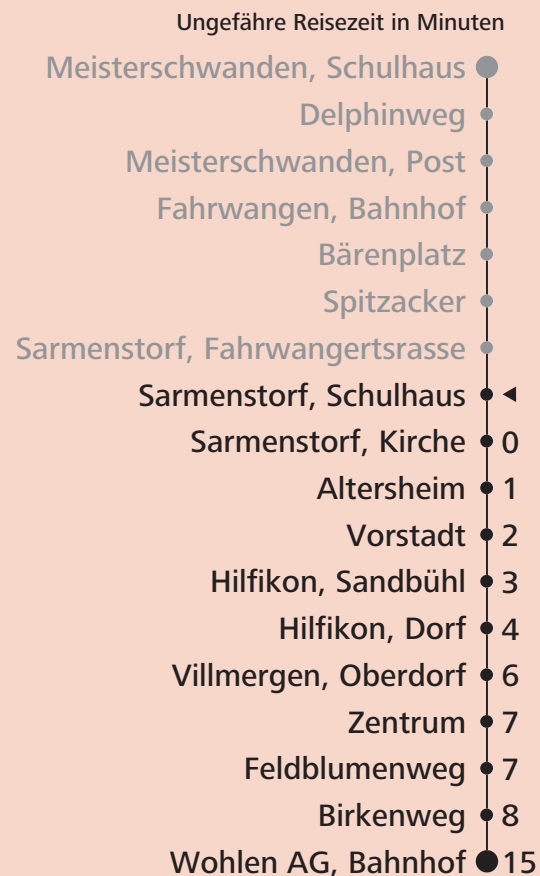 Ungefähre Reisezeit in Minuten
Meisterschwanden, Schulhaus
Delphinweg
Meisterschwanden, Post
Fahrwangen, Bahnhof
Bärenplatz
Spitzacker
Sarmenstorf, Fahrwangertsrasse
Sarmenstorf, Schulhaus
Sarmenstorf, Kirche 0
Altersheim 1
Vorstadt 2
Hilfikon, Sandbühl 3
Hilfikon, Dorf 4
Villmergen, Oberdorf 6
Zentrum 7
Feldblumenweg 7
Birkenweg 8
Wohlen AG, Bahnhof 15